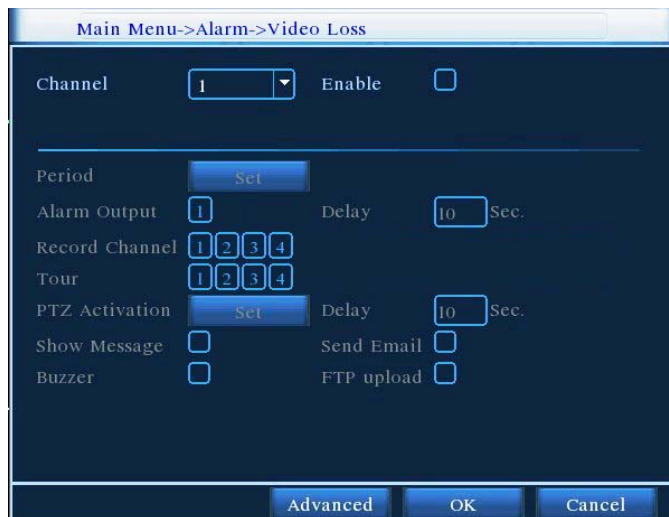 Main Menu->Alarm->Video Loss
Channel 1 Enable
Period Set
Alarm Output 1 Delay 10 Sec.
Record Channel 1 2 3 4
Tour 1 2 3 4
PTZ Activation Set Delay 10 Sec.
Show Message Send Email
Buzzer FTP upload
Advanced OK Cancel